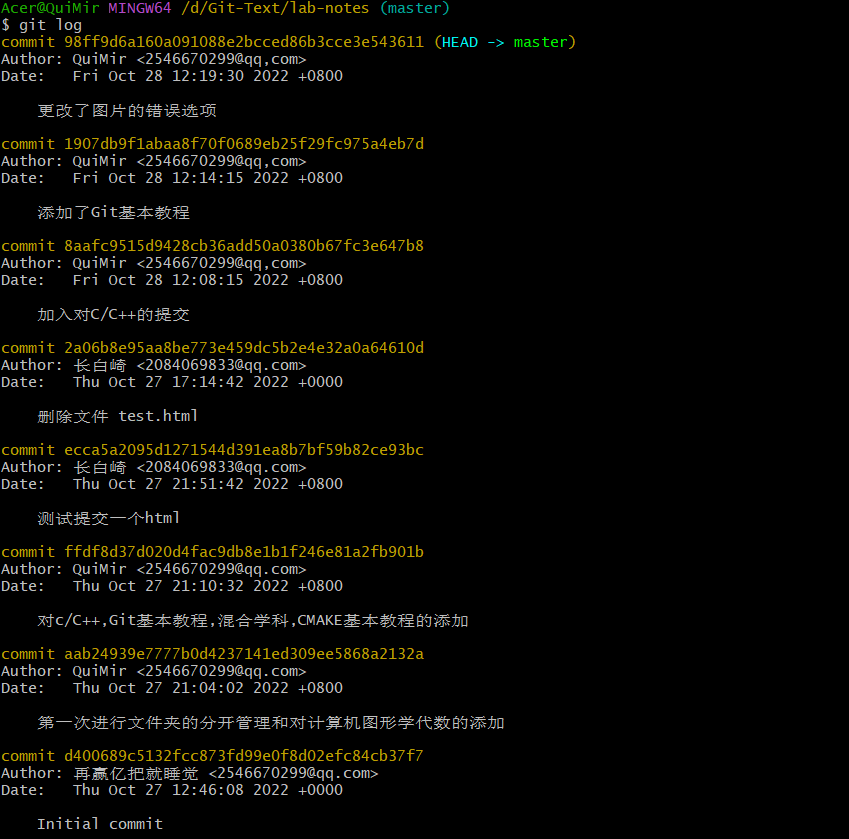 Acer@QuiMir MINGW64 /d/Git-Text/lab-notes (master)
$ git log
commit 98ff9d6a160a091088e2bcced86b3cce3e543611 (HEAD -> master)
Author: QuiMir <2546670299@qq,com>
Date:   Fri Oct 28 12:19:30 2022 +0800
更改了图片的错误选项
commit 1907db9f1abaa8f70f0689eb25f29fc975a4eb7d
Author: QuiMir <2546670299@qq,com>
Date:   Fri Oct 28 12:14:15 2022 +0800
添加了Git基本教程
commit 8aafc9515d9428cb36add50a0380b67fc3e647b8
Author: QuiMir <2546670299@qq,com>
Date:   Fri Oct 28 12:08:15 2022 +0800
加入对C/C++的提交
commit 2a06b8e95aa8be773e459dc5b2e4e32a0a64610d
Author: 长白崎 <2084069833@qq.com>
Date:   Thu Oct 27 17:14:42 2022 +0000
删除文件 test.html
commit ecca5a2095d1271544d391ea8b7bf59b82ce93bc
Author: 长白崎 <2084069833@qq.com>
Date:   Thu Oct 27 21:51:42 2022 +0800
测试提交一个html
commit ffdf8d37d020d4fac9db8e1b1f246e81a2fb901b
Author: QuiMir <2546670299@qq.com>
Date:   Thu Oct 27 21:10:32 2022 +0800
对c/C++,Git基本教程,混合学科,CMAKE基本教程的添加
commit aab24939e7777b0d4237141ed309ee5868a2132a
Author: QuiMir <2546670299@qq.com>
Date:   Thu Oct 27 21:04:02 2022 +0800
第一次进行文件夹的分开管理和对计算机图形学代数的添加
commit d400689c5132fcc873fd99e0f8d02efc84cb37f7
Author: 再赢亿把就睡觉 <2546670299@qq.com>
Date:   Thu Oct 27 12:46:08 2022 +0000
Initial commit